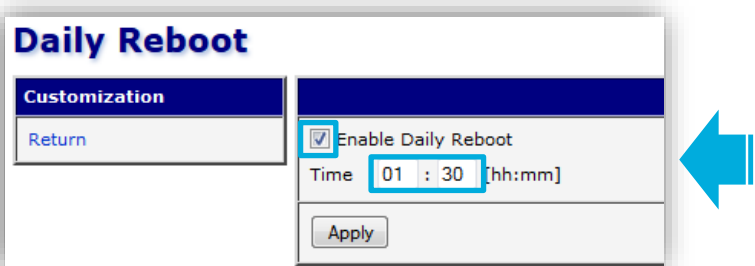 Daily Reboot
Customization
Return
Enable Daily Reboot
Time 01 : 30 [hh:mm]
Apply